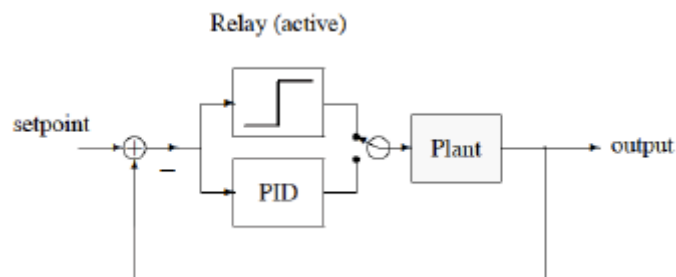 Relay (active)
setpoint
+
−
PID
Plant
output